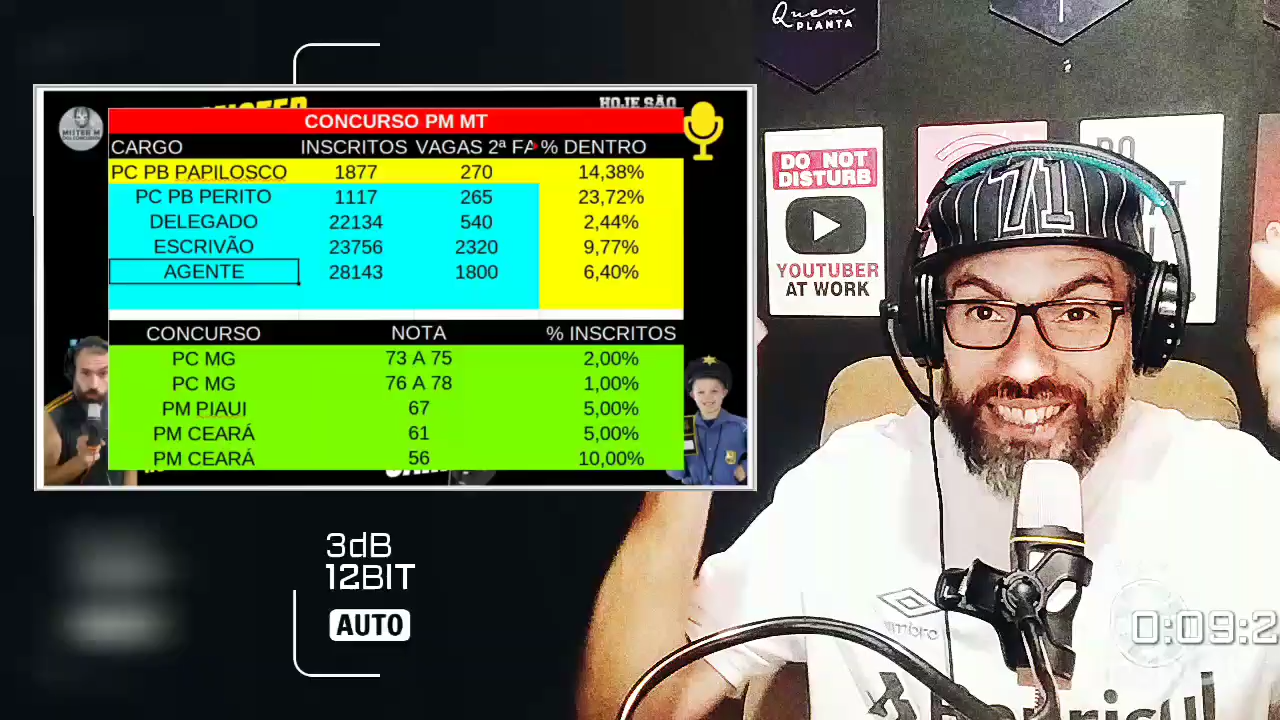 Quem
PLANTA
HOJE SÃO
MISTER M
CONCURSO PM MT
CARGO INSCRITOS VAGAS 2ª FA % DENTRO
PC PB PAPILOSCO 1877 270 14,38%
PC PB PERITO 1117 265 23,72%
DELEGADO 22134 540 2,44%
ESCRIVÃO 23756 2320 9,77%
AGENTE 28143 1800 6,40%
CONCURSO NOTA % INSCRITOS
PC MG 73 A 75 2,00%
PC MG 76 A 78 1,00%
PM PIAUI 67 5,00%
PM CEARÁ 61 5,00%
PM CEARÁ 56 10,00%
DO NOT
DISTURB
YOUTUBER
AT WORK
DO
71
3dB
12BIT
AUTO
umbro
0:09:2